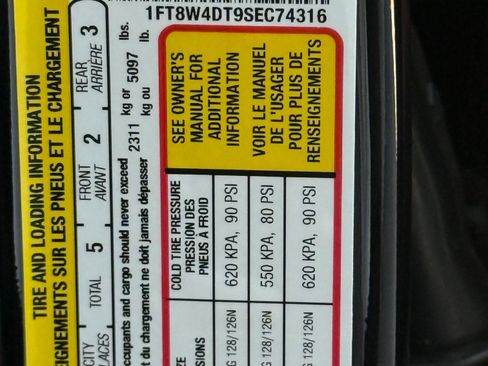 1FT8W4DT9SEC74316
TIRE AND LOADING INFORMATION
SUR LES PNEUS ET LE CHARGEMENT
TOTAL 5 FRONT AVANT 2 REAR ARRIÈRE 3
and cargo should never exceed 2311 kg or 5097 lbs.
du chargement ne doit jamais dépasser kg ou lb.
COLD TIRE PRESSURE
PRESSION DES
PNEUS À FROID
SEE OWNER'S
MANUAL FOR
ADDITIONAL
INFORMATION
VOIR LE MANUEL
DE L'USAGER
POUR PLUS DE
RENSEIGNEMENTS
128/126N 620 KPA, 90 PSI
128/126N 550 KPA, 80 PSI
128/126N 620 KPA, 90 PSI